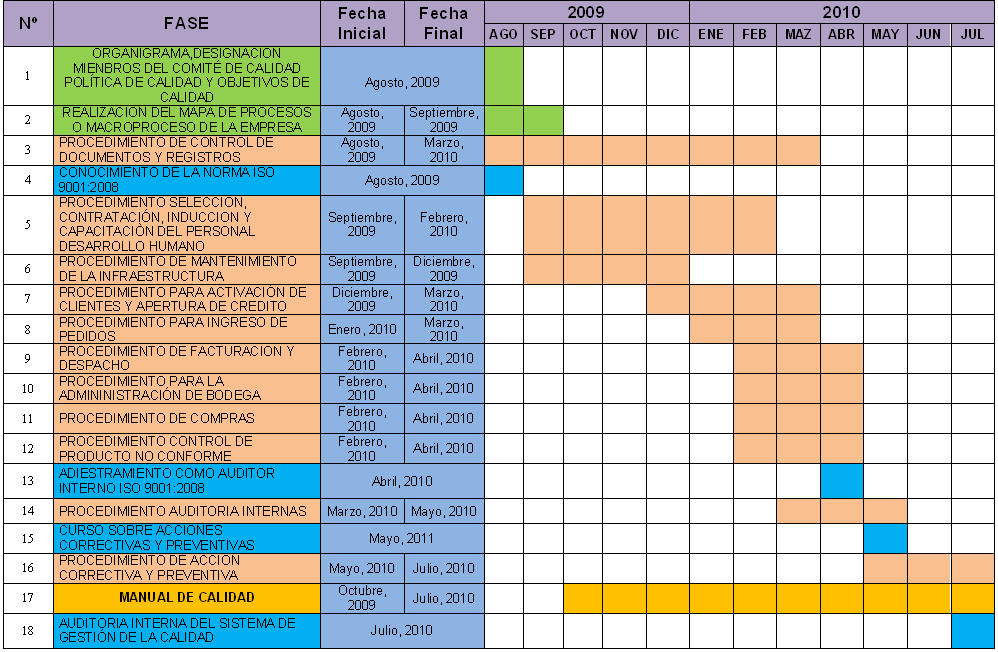 Nº FASE Fecha Inicial Fecha Final 2009 2010
AGO SEP OCT NOV DIC ENE FEB MAZ ABR MAY JUN JUL
1
ORGANIGRAMA,DESIGNACION
MIENBROS DEL COMITÉ DE CALIDAD
POLÍTICA DE CALIDAD Y OBJETIVOS DE
CALIDAD
Agosto, 2009
2
REALIZACION DEL MAPA DE PROCESOS
O MACROPROCESO DE LA EMPRESA
Agosto,
2009
Septiembre,
2009
3
PROCEDIMIENTO DE CONTROL DE
DOCUMENTOS Y REGISTROS
Agosto,
2009
Marzo,
2010
4
CONOCIMIENTO DE LA NORMA ISO
9001:2008
Agosto, 2009
5
PROCEDIMIENTO SELECCION,
CONTRATACIÓN, INDUCCION Y
CAPACITACIÓN DEL PERSONAL
DESARROLLO HUMANO
Septiembre,
2009
Febrero,
2010
6
PROCEDIMIENTO DE MANTENIMIENTO
DE LA INFRAESTRUCTURA
Septiembre,
2009
Diciembre,
2009
7
PROCEDIMIENTO PARA ACTIVACIÓN DE
CLIENTES Y APERTURA DE CREDITO
Diciembre,
2009
Marzo,
2010
8
PROCEDIMIENTO PARA INGRESO DE
PEDIDOS
Enero, 2010
Marzo,
2010
9
PROCEDIMIENTO DE FACTURACION Y
DESPACHO
Febrero,
2010
Abril, 2010
10
PROCEDIMIENTO PARA LA
ADMININISTRACIÓN DE BODEGA
Febrero,
2010
Abril, 2010
11
PROCEDIMIENTO DE COMPRAS
Febrero,
2010
Abril, 2010
12
PROCEDIMIENTO CONTROL DE
PRODUCTO NO CONFORME
Febrero,
2010
Abril, 2010
13
ADIESTRAMIENTO COMO AUDITOR
INTERNO ISO 9001:2008
Abril, 2010
14
PROCEDIMIENTO AUDITORIA INTERNAS
Marzo, 2010
Mayo, 2010
15
CURSO SOBRE ACCIONES
CORRECTIVAS Y PREVENTIVAS
Mayo, 2011
16
PROCEDIMIENTO DE ACCION
CORRECTIVA Y PREVENTIVA
Mayo, 2010
Julio, 2010
17
MANUAL DE CALIDAD
Octubre,
2009
Julio, 2010
18
AUDITORIA INTERNA DEL SISTEMA DE
GESTIÓN DE LA CALIDAD
Julio, 2010